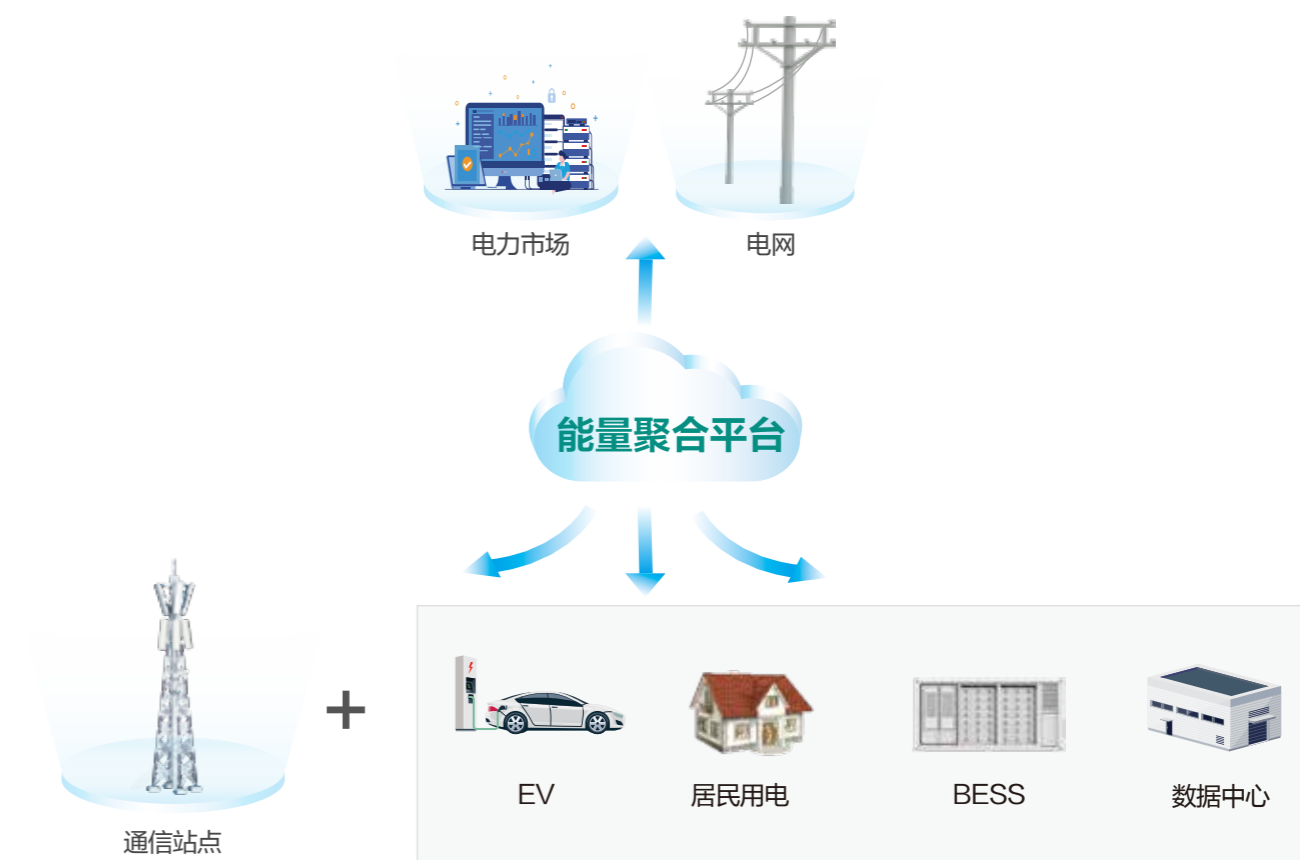 电力市场
电网
能量聚合平台
+
EV
居民用电
BESS
数据中心
通信站点